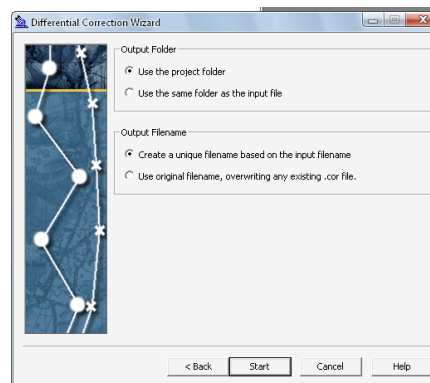 Differential Correction Wizard
Output Folder
Use the project folder
Use the same folder as the input file
Output Filename
Create a unique filename based on the input filename
Use original filename, overwriting any existing .cor file.
< Back Start Cancel Help